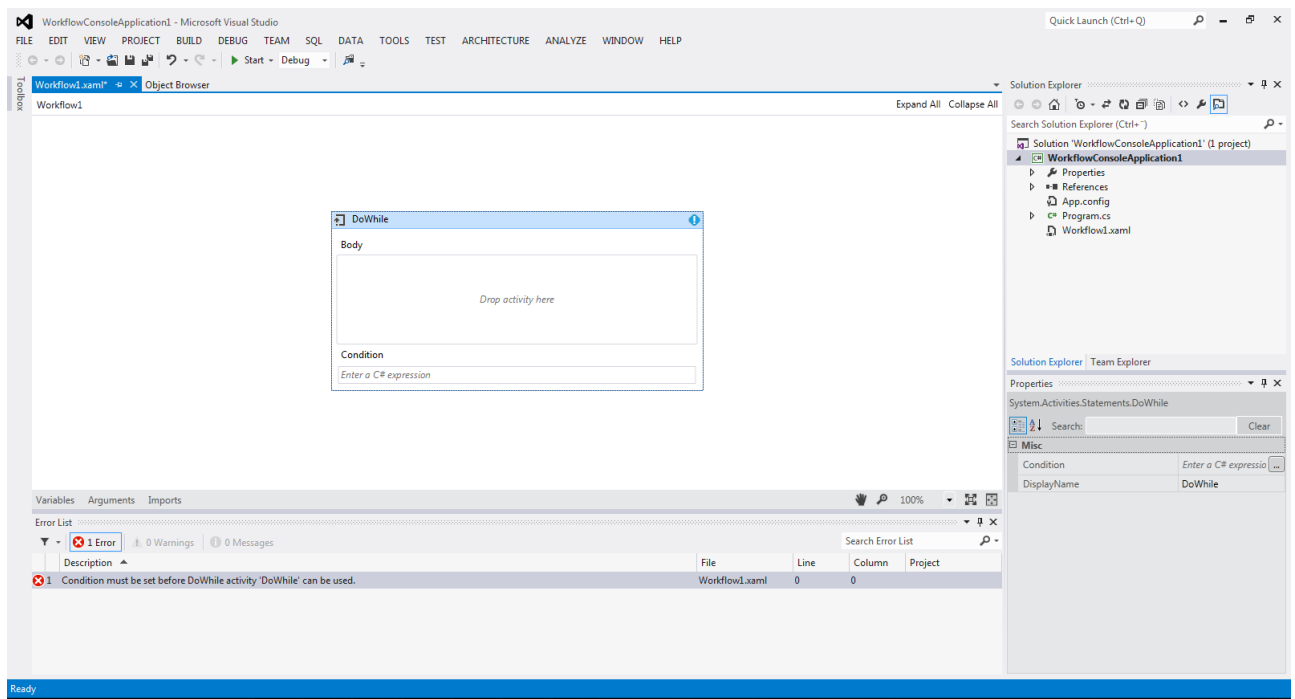 WorkflowConsoleApplication1 - Microsoft Visual Studio
Quick Launch (Ctrl+Q)
FILE EDIT VIEW PROJECT BUILD DEBUG TEAM SQL DATA TOOLS TEST ARCHITECTURE ANALYZE WINDOW HELP
Start Debug
Toolbox
Workflow1.xaml* Object Browser
Workflow1
Expand All Collapse All
DoWhile
Body
Drop activity here
Condition
Enter a C# expression
Variables Arguments Imports
100%
Error List
1 Error 0 Warnings 0 Messages
Search Error List
Description File Line Column Project
1 Condition must be set before DoWhile activity 'DoWhile' can be used. Workflow1.xaml 0 0
Solution Explorer
Search Solution Explorer (Ctrl+¨)
Solution 'WorkflowConsoleApplication1' (1 project)
C# WorkflowConsoleApplication1
Properties
References
App.config
C# Program.cs
Workflow1.xaml
Solution Explorer Team Explorer
Properties
System.Activities.Statements.DoWhile
Search: Clear
Misc
Condition Enter a C# expressio ...
DisplayName DoWhile
Ready